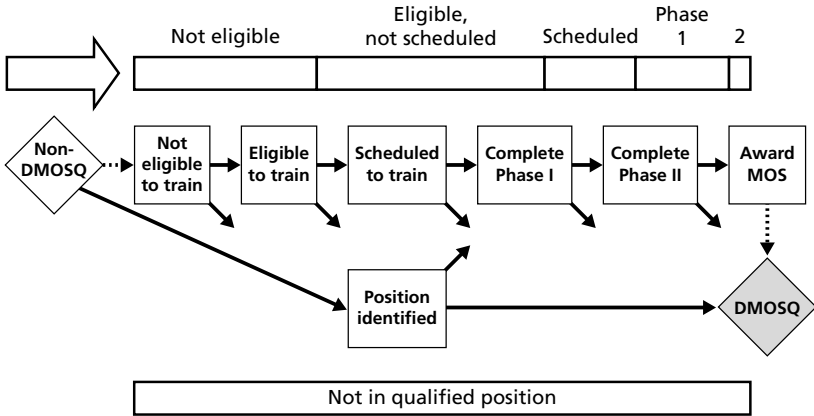 Not eligible
Eligible,
not scheduled
Scheduled
Phase
1
2
Non-
DMOSQ
Not
eligible
to train
Eligible
to train
Scheduled
to train
Complete
Phase I
Complete
Phase II
Award
MOS
Position
identified
DMOSQ
Not in qualified position